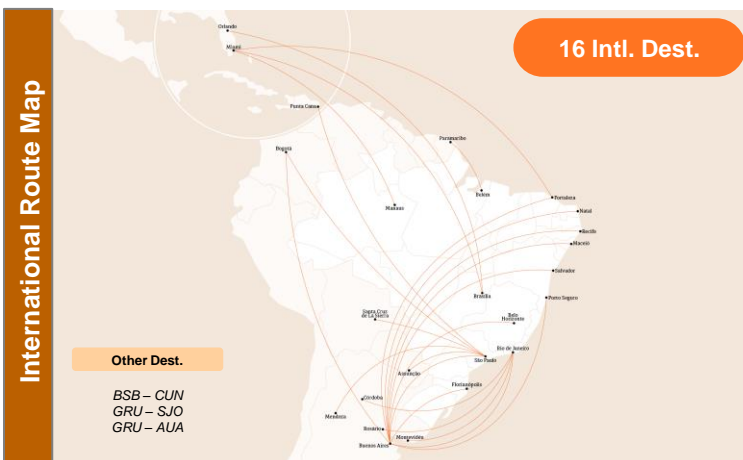 International Route Map
16 Intl. Dest.
Orlando
Miami
Punta Cana
Bogotá
Paramaribo
Belém
Fortaleza
Natal
Recife
Maceió
Manaus
Salvador
Brasília
Porto Seguro
Santa Cruz
de La Sierra
Belo
Horizonte
Rio de Janeiro
São Paulo
Assunção
Florianópolis
Córdoba
Mendoza
Rosário
Montevidéu
Buenos Aires
Other Dest.
BSB – CUN
GRU – SJO
GRU – AUA